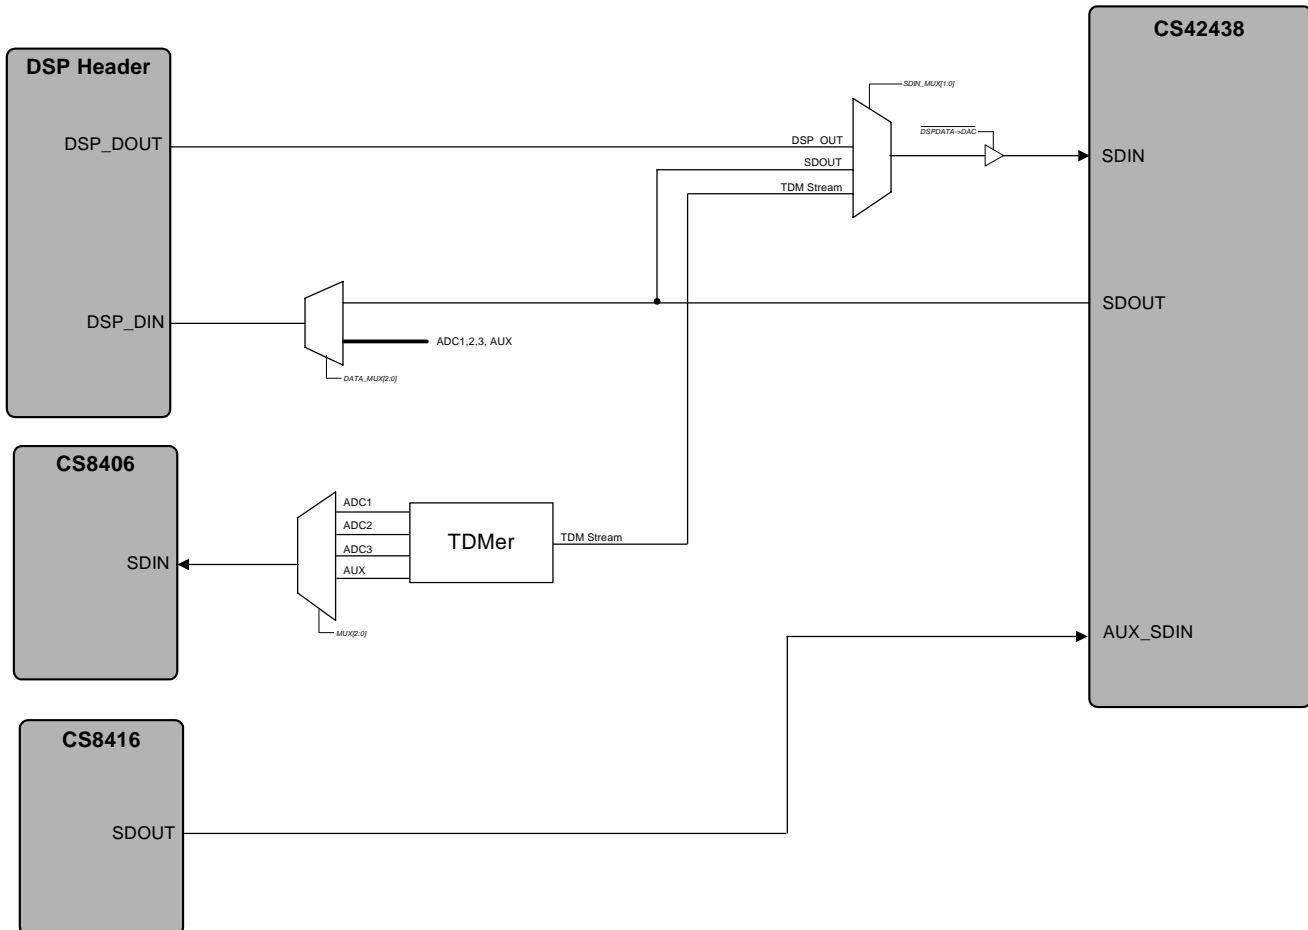 CS42438
DSP Header
SDIN_MUX[1:0]
DSPDATA->DAC
DSP_DOUT
DSP_OUT
SDOUT
TDM Stream
SDIN
DSP_DIN
SDOUT
ADC1,2,3, AUX
DATA_MUX[2:0]
CS8406
ADC1
ADC2
ADC3
AUX
TDMer
TDM Stream
SDIN
MUX[2:0]
AUX_SDIN
CS8416
SDOUT